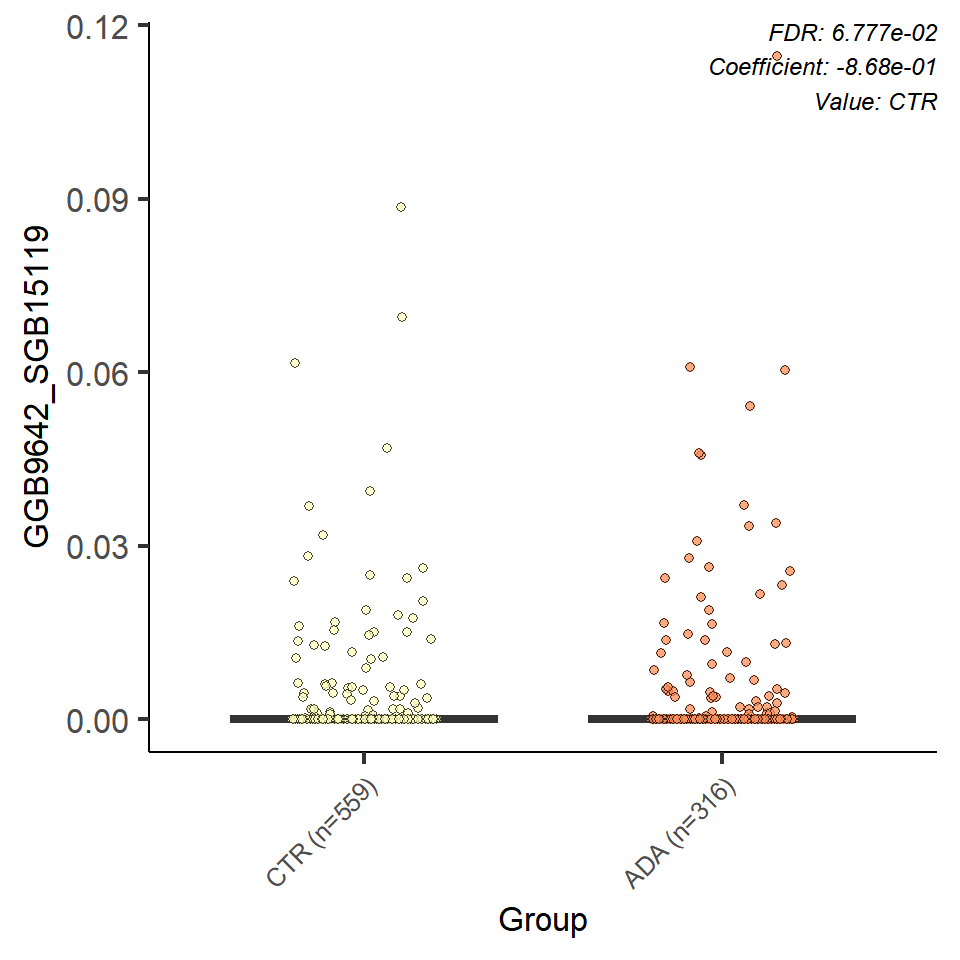 FDR: 6.777e-02
Coefficient: -8.68e-01
Value: CTR
0.12
0.09
0.06
0.03
0.00
GGB9642_SGB15119
CTR (n=559)
ADA (n=316)
Group